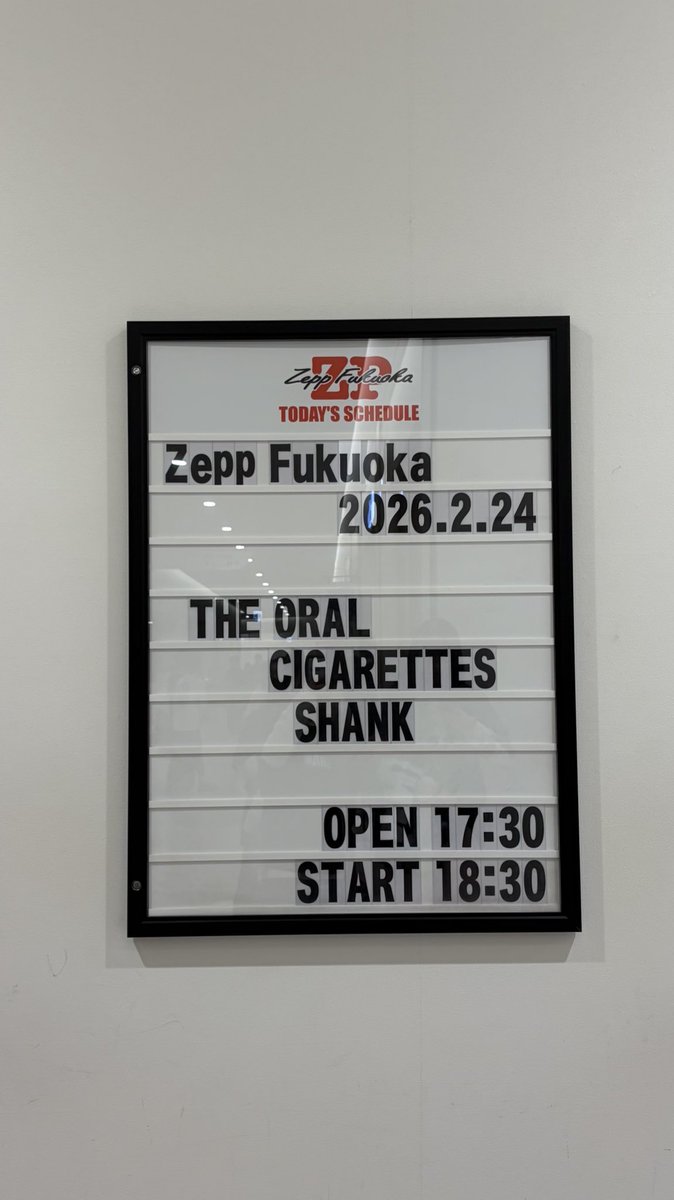 ZP
Zepp Fukuoka
TODAY'S SCHEDULE
Zepp Fukuoka
2026.2.24
THE ORAL
CIGARETTES
SHANK
OPEN 17:30
START 18:30